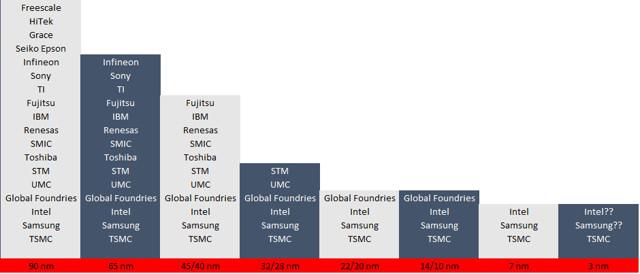 Freescale
HiTek
Grace
Seiko Epson
Infineon
Sony
TI
Fujitsu
IBM
Renesas
SMIC
Toshiba
STM
UMC
Global Foundries
Intel
Samsung
TSMC
90 nm
Infineon
Sony
TI
Fujitsu
IBM
Renesas
SMIC
Toshiba
STM
UMC
Global Foundries
Intel
Samsung
TSMC
65 nm
Fujitsu
IBM
Renesas
SMIC
Toshiba
STM
UMC
Global Foundries
Intel
Samsung
TSMC
45/40 nm
STM
UMC
Global Foundries
Intel
Samsung
TSMC
32/28 nm
Global Foundries
Intel
Samsung
TSMC
22/20 nm
Global Foundries
Intel
Samsung
TSMC
14/10 nm
Intel
Samsung
TSMC
7 nm
Intel??
Samsung??
TSMC
3 nm